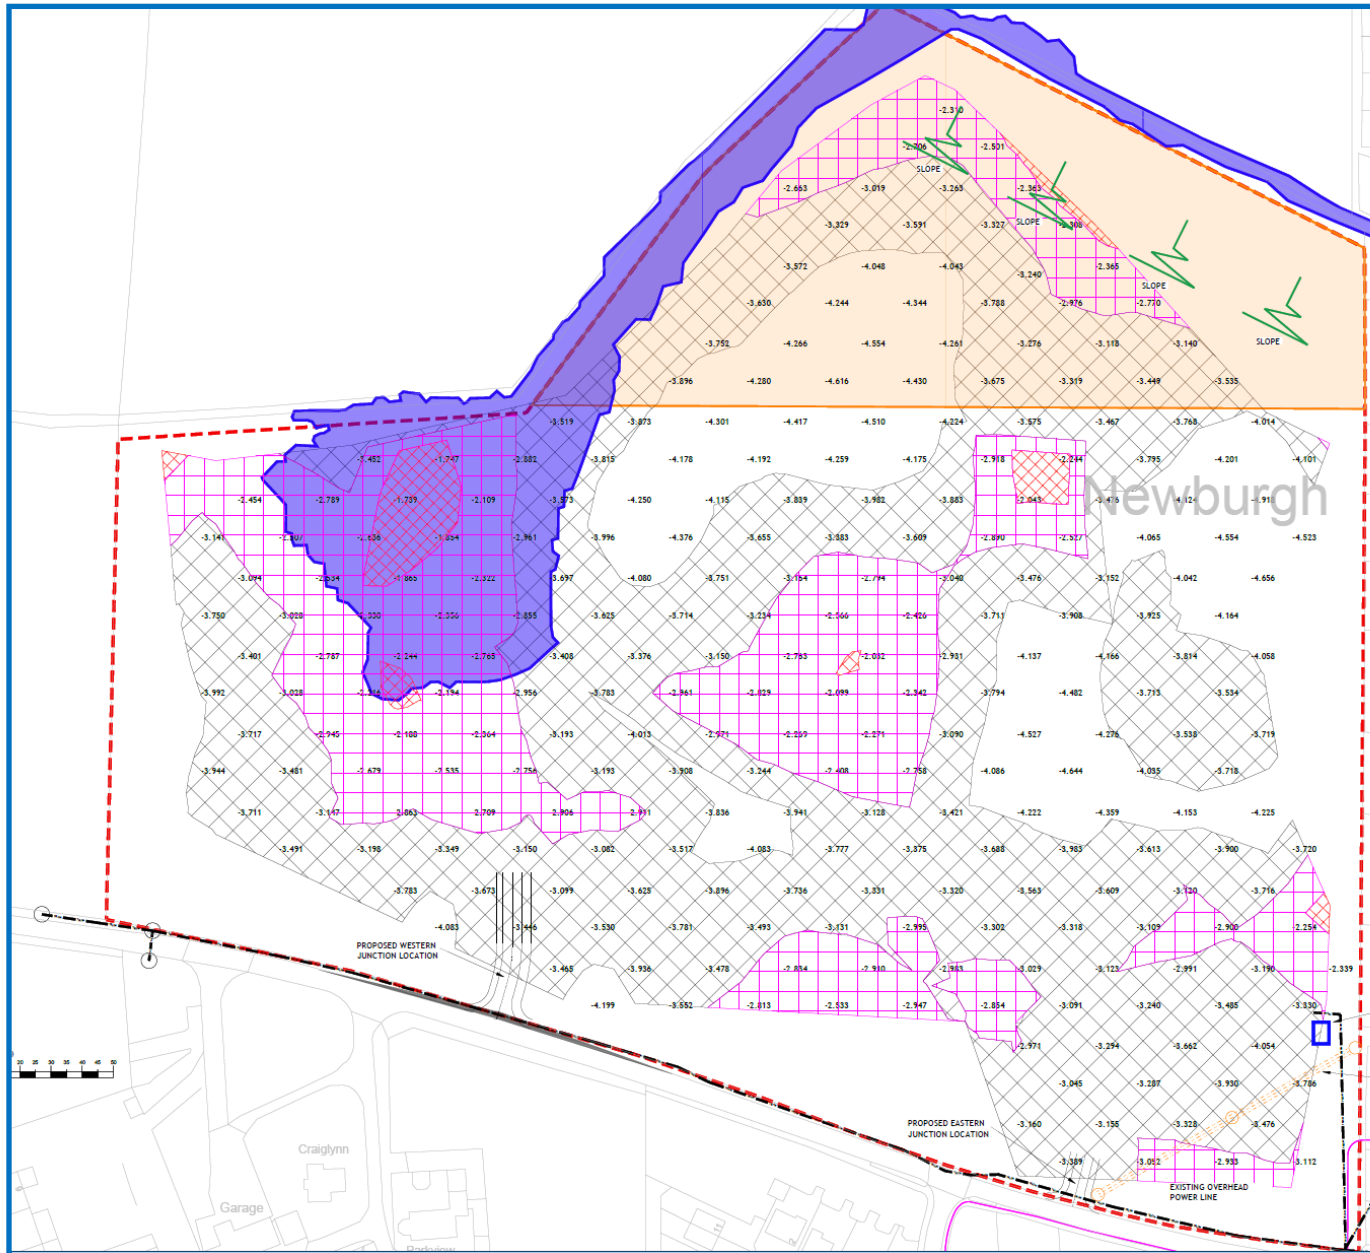 -2.310
-2.706 -2.501
SLOPE
-2.663 -3.019 -3.263 -2.363
SLOPE
-3.329 -3.591 -3.327
-3.572 -4.048 -4.043 -3.240 -2.365
SLOPE
-3.630 -4.244 -4.344 -3.788 -2.976 -2.770
-3.752 -4.266 -4.554 -4.261 -3.276 -3.118 -3.140
SLOPE
-3.896 -4.280 -4.616 -4.430 -3.675 -3.319 -3.449 -3.535
-3.519 -3.873 -4.301 -4.417 -4.510 -4.224 -3.575 -3.467 -3.768 -4.014
-3.452 -2.882 -3.815 -4.178 -4.192 -4.259 -4.175 -2.918 -2.244 -3.795 -4.201 -4.101
Newburgh
-2.454 -2.789 -1.739 -2.109 -3.573 -4.250 -4.115 -3.839 -3.982 -3.883 -2.043
-3.141 -2.961 -3.996 -4.376 -3.655 -3.383 -3.609 -2.890 -2.527 -4.065 -4.554 -4.523
-3.094 -2.534 -1.865 -2.322 -3.697 -4.080 -3.751 -3.154 -2.794 -3.040 -3.476 -3.152 -4.042 -4.656
-3.750 -3.028 -2.855 -3.625 -3.714 -3.234 -2.566 -2.426 -3.711 -3.908 -3.925 -4.164
-3.401 -2.787 -2.244 -2.765 -3.408 -3.376 -3.150 -2.763 -2.931 -4.137 -4.166 -3.814 -4.058
-3.992 -3.028 -2.194 -2.956 -3.783 -2.961 -2.829 -2.099 -2.342 -3.794 -4.482 -3.713 -3.534
-3.717 -2.945 -2.188 -2.364 -3.193 -4.013 -2.971 -2.269 -2.271 -3.090 -4.527 -4.276 -3.538 -3.719
-3.944 -3.481 -2.679 -2.535 -2.756 -3.193 -3.908 -3.244 -2.408 -2.758 -4.086 -4.644 -4.035 -3.718
-3.711 -3.147 -2.863 -2.709 -2.906 -2.911 -3.836 -3.941 -3.128 -3.421 -4.222 -4.359 -4.153 -4.225
-3.491 -3.198 -3.349 -3.150 -3.082 -3.517 -4.083 -3.777 -3.375 -3.688 -3.983 -3.613 -3.900 -3.720
-3.783 -3.673 -3.099 -3.625 -3.896 -3.736 -3.331 -3.320 -3.563 -3.609 -3.120 -3.716
-4.083 -3.446 -3.530 -3.781 -3.493 -3.131 -2.995 -3.302 -3.318 -3.109 -2.900 -2.254
PROPOSED WESTERN
JUNCTION LOCATION
-3.465 -3.936 -3.478 -2.834 -2.910 -2.983 -3.029 -3.123 -2.991 -3.190 -2.339
-4.199 -3.552 -2.813 -2.533 -2.947 -2.854 -3.091 -3.240 -3.485 -3.330
-2.971 -3.294 -3.662 -4.054
20 25 30 35 40 45 50
-3.045 -3.287 -3.930 -3.786
-3.160 -3.155 -3.328 -3.476
PROPOSED EASTERN
JUNCTION LOCATION
-3.389 -3.052 -2.933 -3.112
EXISTING OVERHEAD
POWER LINE
Craiglynn
Garage
11
2
Parkview